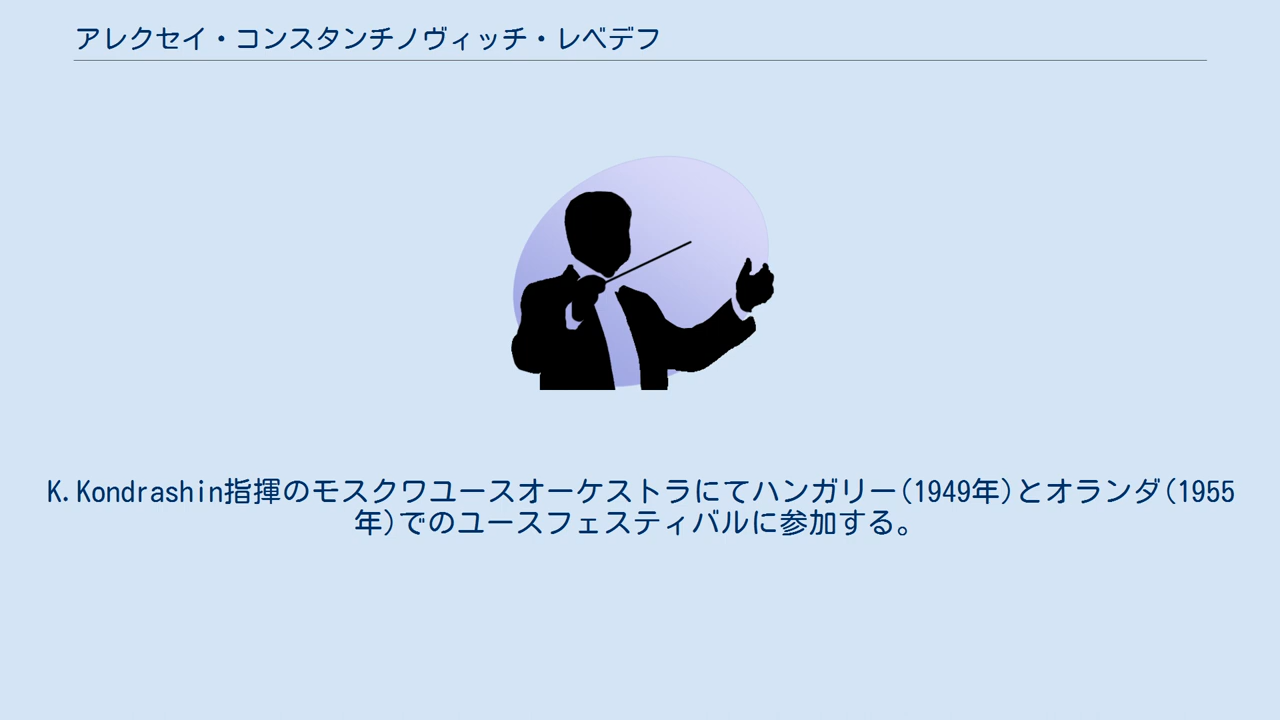 アレクセイ・コンスタンチノヴィッチ・レベデフ
K.Kondrashin指揮のモスクワユースオーケストラにてハンガリー(1949年)とオランダ(1955
年)でのユースフェスティバルに参加する。